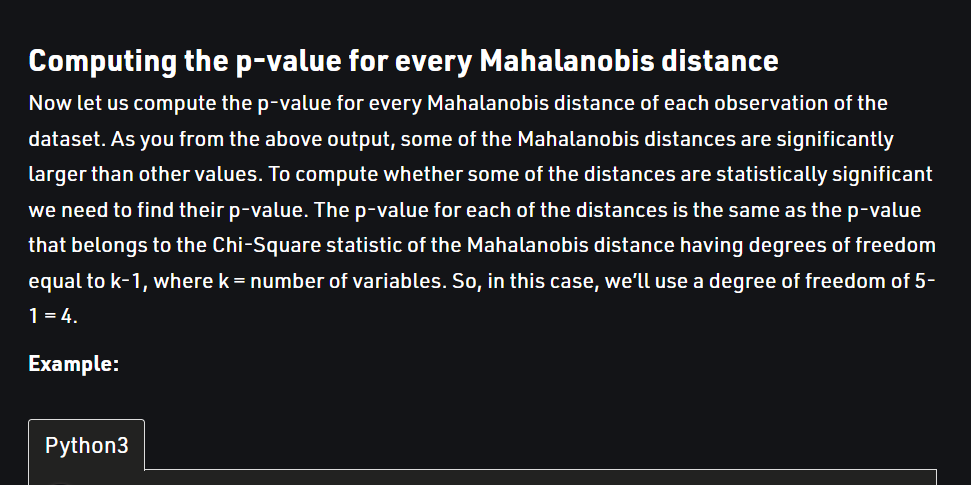 Computing the p-value for every Mahalanobis distance
Now let us compute the p-value for every Mahalanobis distance of each observation of the
dataset. As you from the above output, some of the Mahalanobis distances are significantly
larger than other values. To compute whether some of the distances are statistically significant
we need to find their p-value. The p-value for each of the distances is the same as the p-value
that belongs to the Chi-Square statistic of the Mahalanobis distance having degrees of freedom
equal to k-1, where k = number of variables. So, in this case, we’ll use a degree of freedom of 5-
1 = 4.
Example:
Python3